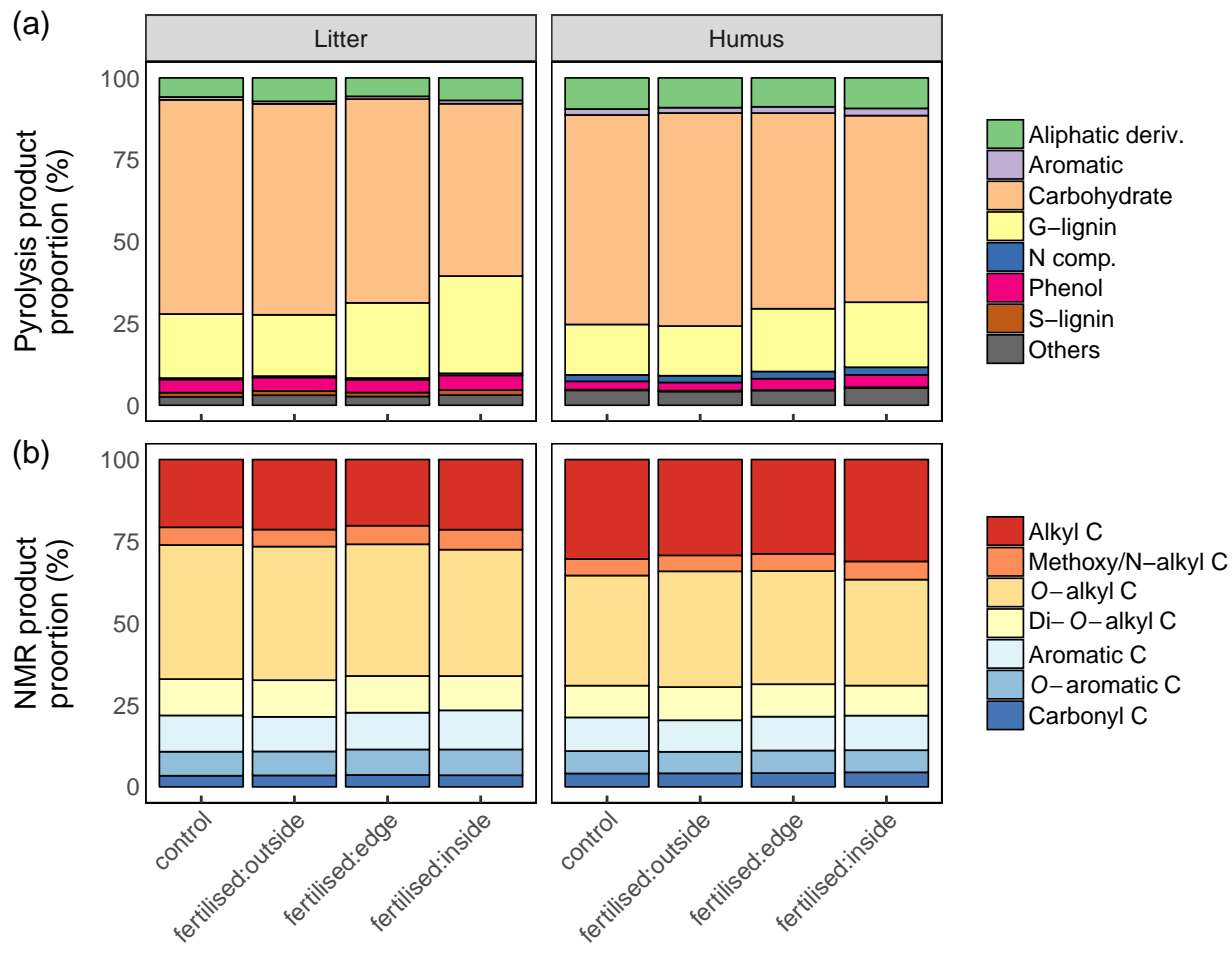 (a)
Litter
Humus
Pyrolysis product
proportion (%)
100
75
50
25
0
Aliphatic deriv.
Aromatic
Carbohydrate
G−lignin
N comp.
Phenol
S−lignin
Others
(b)
NMR product
proortion (%)
100
75
50
25
0
Alkyl C
Methoxy/N−alkyl C
O−alkyl C
Di−O−alkyl C
Aromatic C
O−aromatic C
Carbonyl C
control
fertilised:outside
fertilised:edge
fertilised:inside
control
fertilised:outside
fertilised:edge
fertilised:inside